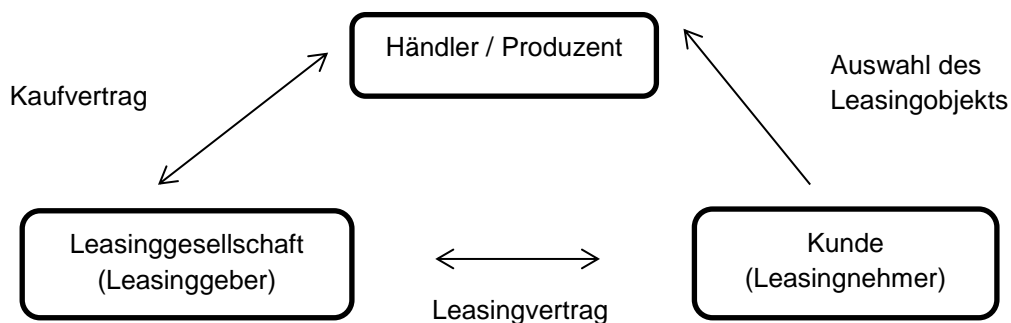 Händler / Produzent
Kaufvertrag
Auswahl des
Leasingobjekts
Leasinggesellschaft
(Leasinggeber)
Kunde
(Leasingnehmer)
Leasingvertrag